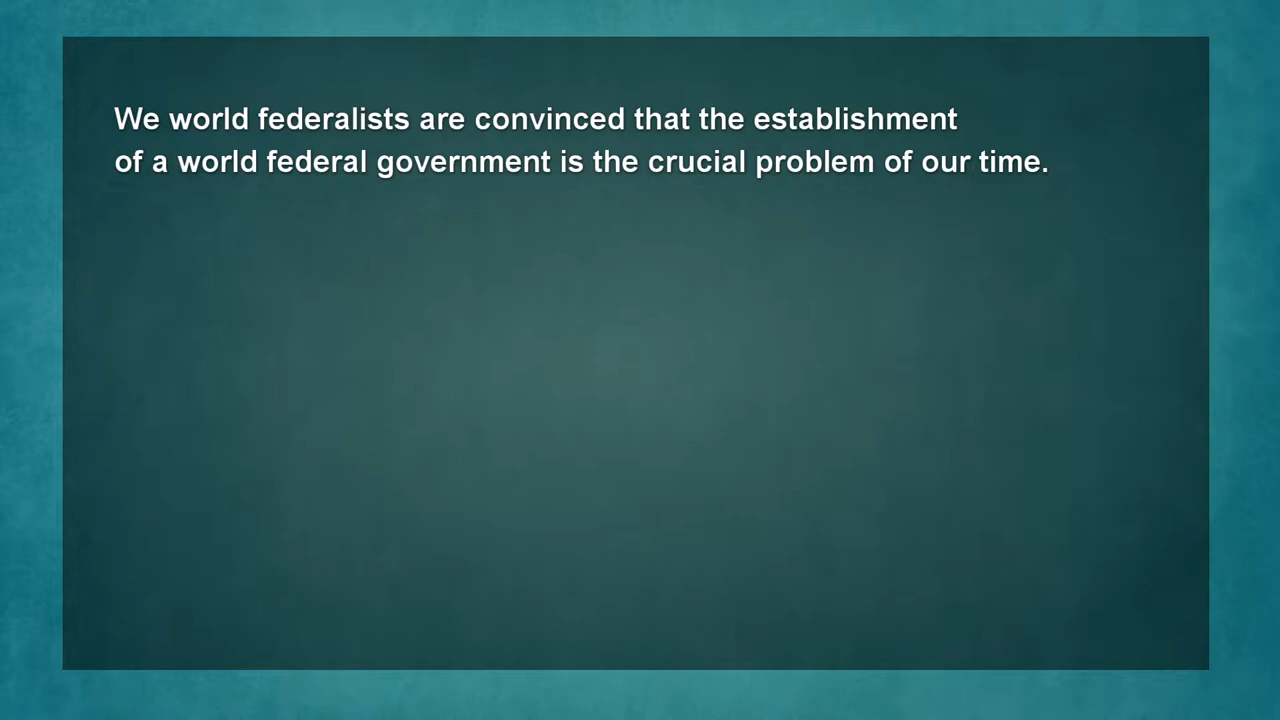 We world federalists are convinced that the establishment
of a world federal government is the crucial problem of our time.